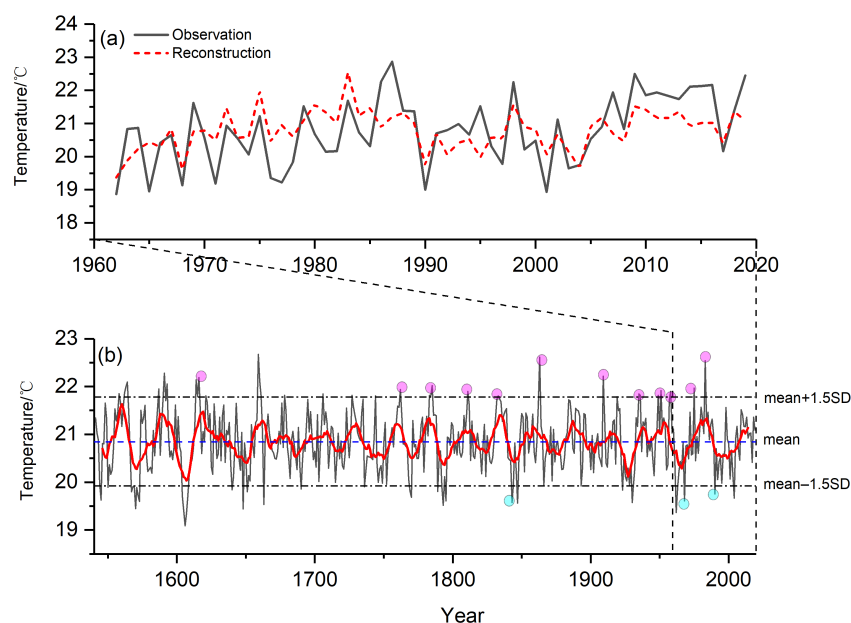 24
(a)
Observation
Reconstruction
23
22
21
20
19
18
Temperature/℃
1960
1970
1980
1990
2000
2010
2020
23
(b)
22
21
20
19
Temperature/℃
mean+1.5SD
mean
mean–1.5SD
1600
1700
1800
1900
2000
Year